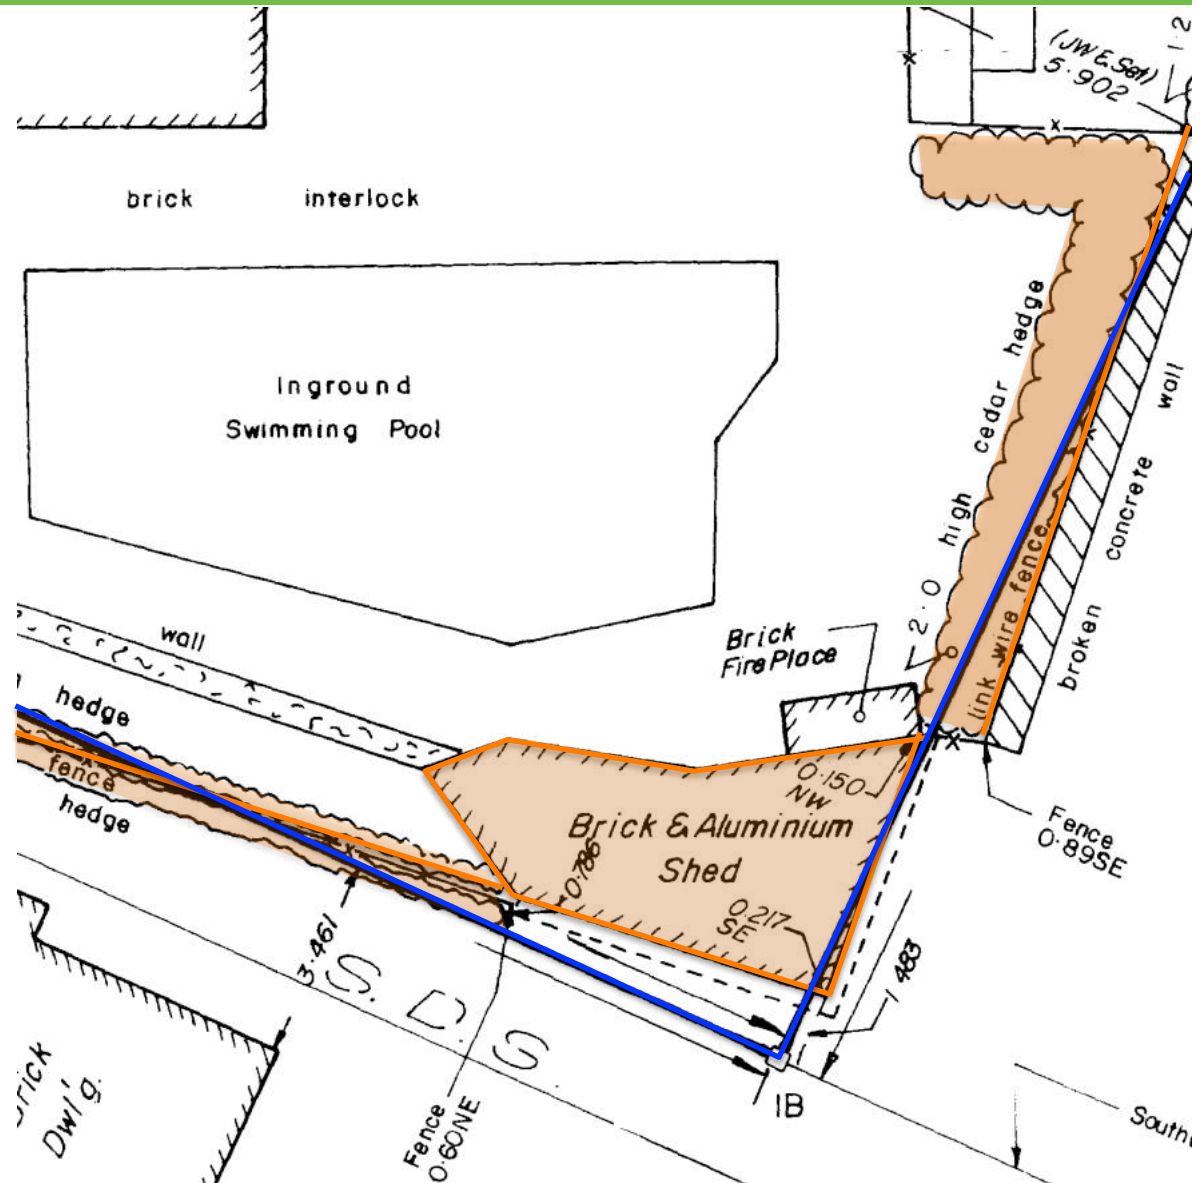 (JW E.Set)
5·902
1·2
brick interlock
Inground
Swimming Pool
2·0 high cedar hedge
link wire fence
broken concrete wall
wall
hedge
fence
hedge
Brick
Fire Place
0·150
NW
Brick & Aluminium
Shed
0·217
SE
0·786
Fence
0·89SE
3·461
S. D. G.
1·483
IB
Fence
0·60NE
Dwl'g.